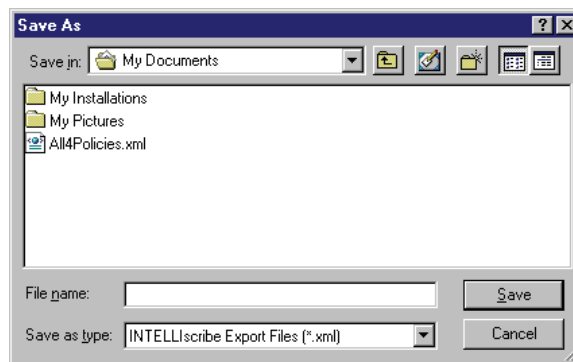 Save As
Save in: My Documents
My Installations
My Pictures
All4Policies.xml
File name: Save
Save as type: INTELLIscribe Export Files (*.xml) Cancel